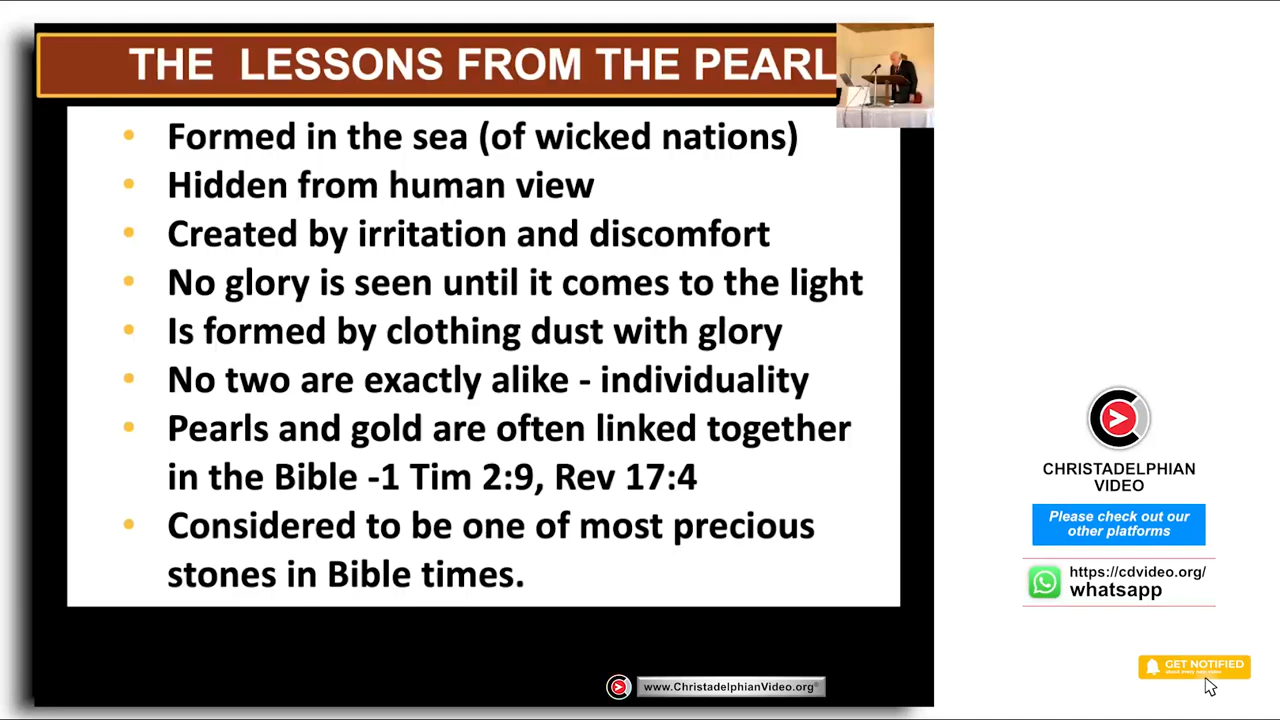 THE LESSONS FROM THE PEARL
• Formed in the sea (of wicked nations)
• Hidden from human view
• Created by irritation and discomfort
• No glory is seen until it comes to the light
• Is formed by clothing dust with glory
• No two are exactly alike - individuality
• Pearls and gold are often linked together
in the Bible -1 Tim 2:9, Rev 17:4
• Considered to be one of most precious
stones in Bible times.
www.ChristadelphianVideo.org
CHRISTADELPHIAN
VIDEO
Please check out our
other platforms
https://cdvideo.org/
whatsapp
GET NOTIFIED
about every new video